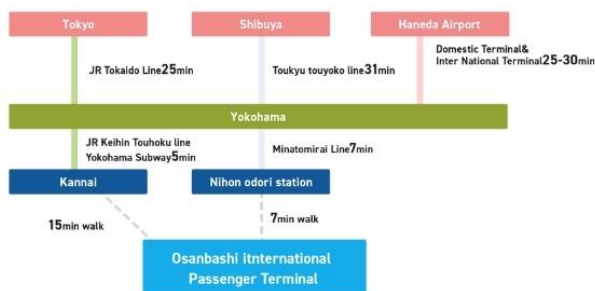 Tokyo
Shibuya
Haneda Airport
JR Tokaido Line25min
Toukyu touyoko line31min
Domestic Terminal&
Inter National Terminal25-30min
Yokohama
JR Keihin Touhoku line
Yokohama Subway5min
Minatomirai Line7min
Kannai
Nihon odori station
15min walk
7min walk
Osanbashi itnternational
Passenger Terminal